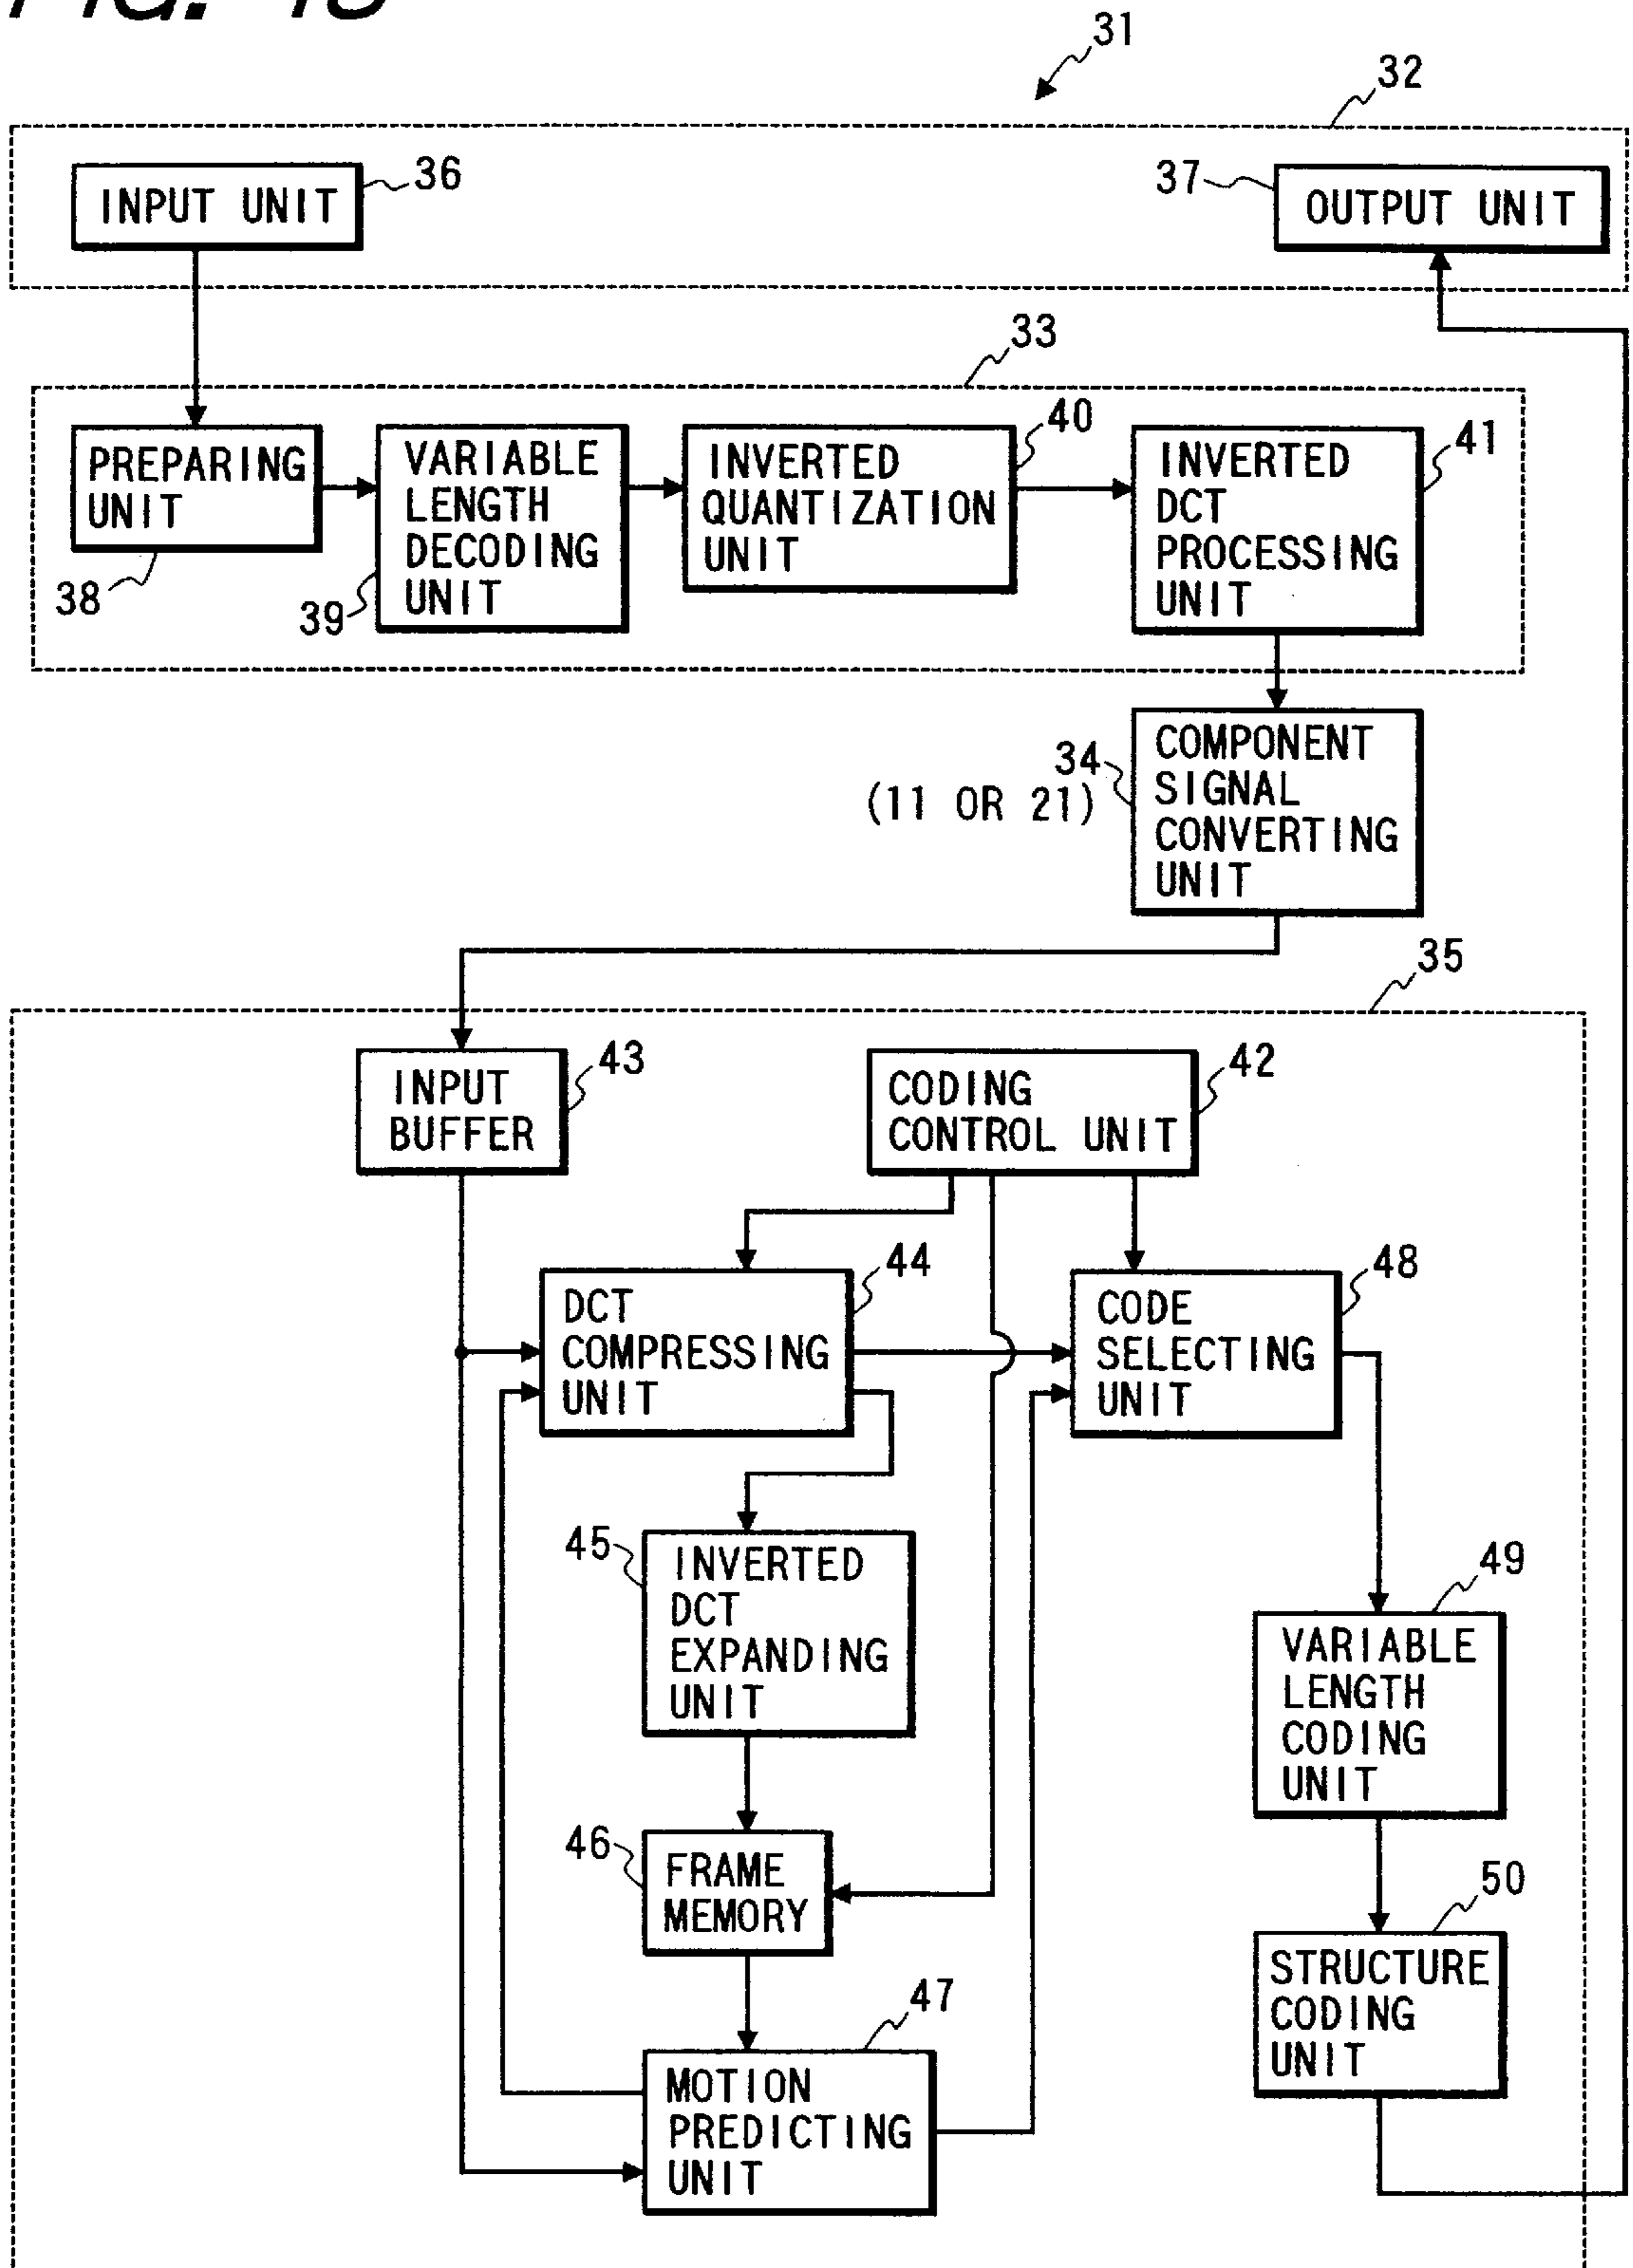 31
32
INPUT UNIT
36
37
OUTPUT UNIT
33
PREPARING
UNIT
38
VARIABLE
LENGTH
DECODING
UNIT
39
INVERTED
QUANTIZATION
UNIT
40
INVERTED
DCT
PROCESSING
UNIT
41
34
(11 OR 21)
COMPONENT
SIGNAL
CONVERTING
UNIT
35
INPUT
BUFFER
43
CODING
CONTROL UNIT
42
DCT
COMPRESSING
UNIT
44
CODE
SELECTING
UNIT
48
45
INVERTED
DCT
EXPANDING
UNIT
49
VARIABLE
LENGTH
CODING
UNIT
46
FRAME
MEMORY
50
STRUCTURE
CODING
UNIT
47
MOTION
PREDICTING
UNIT